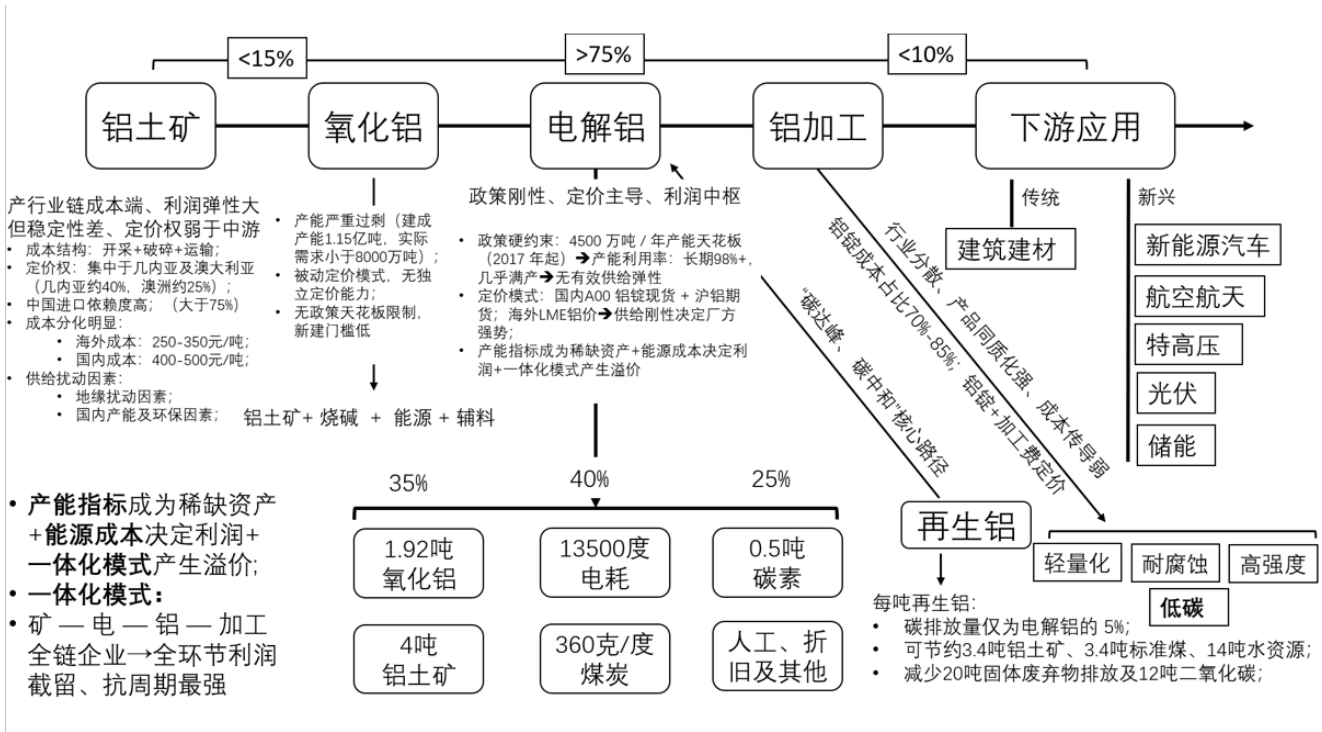 <15%
>75%
<10%
铝土矿
氧化铝
电解铝
铝加工
下游应用
产行业链成本端、利润弹性大
但稳定性差、定价权弱于中游
• 成本结构：开采+破碎+运输；
• 定价权：集中于几内亚及澳大利亚
（几内亚约40%，澳洲约25%）；
• 中国进口依赖度高；（大于75%）
• 成本分化明显：
• 海外成本：250-350元/吨；
• 国内成本：400-500元/吨；
• 供给扰动因素：
• 地缘扰动因素；
• 国内产能及环保因素；
• 产能严重过剩（建成
产能1.15亿吨，实际
需求小于8000万吨）；
• 被动定价模式，无独
立定价能力；
• 无政策天花板限制，
新建门槛低
铝土矿+ 烧碱 + 能源 + 辅料
政策刚性、定价主导、利润中枢
• 政策硬约束：4500 万吨 / 年产能天花板
（2017 年起）➔产能利用率：长期98%+，
几乎满产➔无有效供给弹性
• 定价模式：国内A00 铝锭现货 + 沪铝期
货；海外LME铝价➔供给刚性决定厂方
强势；
• 产能指标成为稀缺资产+能源成本决定利
润+一体化模式产生溢价
行业分散、产品同质化强、成本传导弱
铝锭成本占比70%-85%；铝锭+加工费定价
“碳达峰、碳中和”核心路径
传统
建筑建材
新兴
新能源汽车
航空航天
特高压
光伏
储能
• 产能指标成为稀缺资产
+能源成本决定利润+
一体化模式产生溢价;
• 一体化模式：
• 矿 — 电 — 铝 — 加工
全链企业→全环节利润
截留、抗周期最强
35%
40%
25%
1.92吨
氧化铝
13500度
电耗
0.5吨
碳素
4吨
铝土矿
360克/度
煤炭
人工、折
旧及其他
再生铝
轻量化
耐腐蚀
高强度
低碳
每吨再生铝：
• 碳排放量仅为电解铝的 5%；
• 可节约3.4吨铝土矿、3.4吨标准煤、14吨水资源；
• 减少20吨固体废弃物排放及12吨二氧化碳；